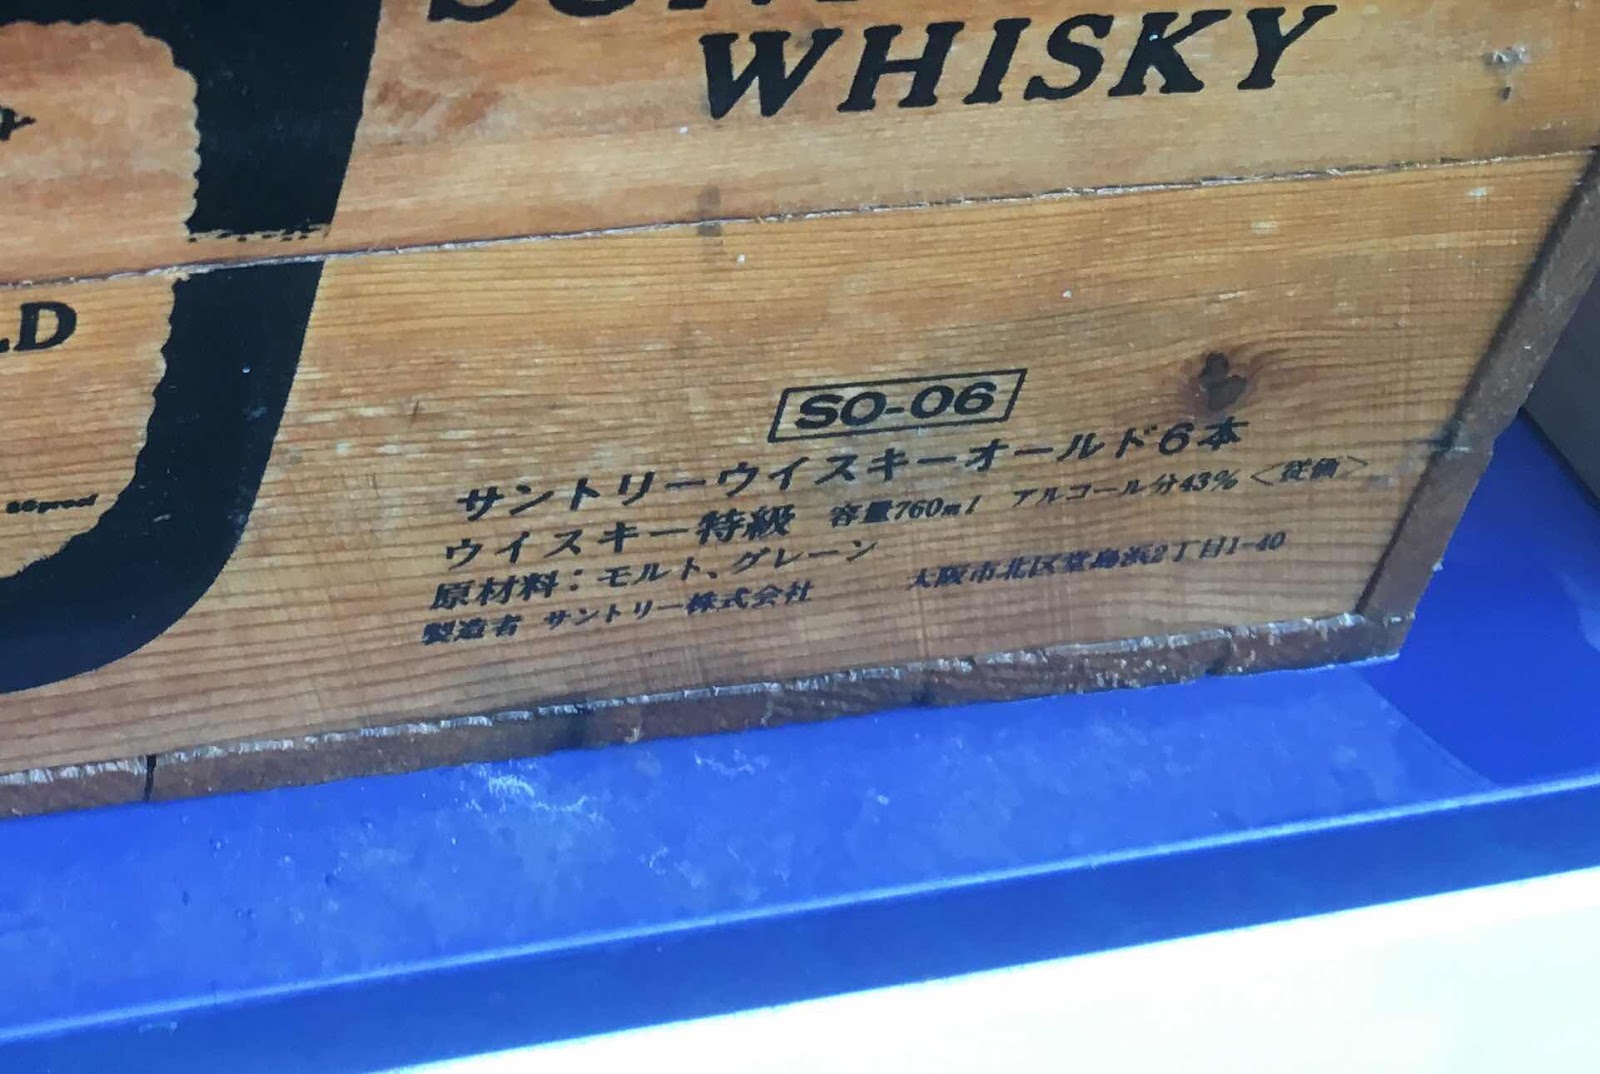 WHISKY
86proof
SO-06
サントリーウイスキーオールド6本
ウイスキー特級 容量760ml アルコール分43% <従価>
原材料:モルト、グレーン
製造者 サントリー株式会社 大阪市北区堂島浜2丁目1-40